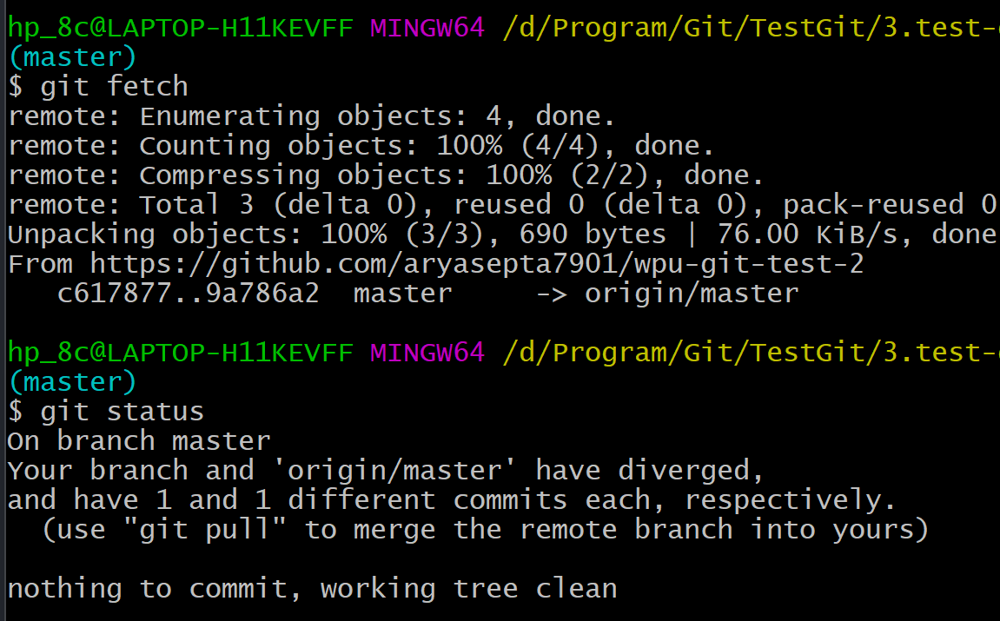 hp_8c@LAPTOP-H11KEVFF MINGW64 /d/Program/Git/TestGit/3.test-
(master)
$ git fetch
remote: Enumerating objects: 4, done.
remote: Counting objects: 100% (4/4), done.
remote: Compressing objects: 100% (2/2), done.
remote: Total 3 (delta 0), reused 0 (delta 0), pack-reused 0
Unpacking objects: 100% (3/3), 690 bytes | 76.00 KiB/s, done
From https://github.com/aryasepta7901/wpu-git-test-2
   c617877..9a786a2  master     -> origin/master

hp_8c@LAPTOP-H11KEVFF MINGW64 /d/Program/Git/TestGit/3.test-
(master)
$ git status
On branch master
Your branch and 'origin/master' have diverged,
and have 1 and 1 different commits each, respectively.
  (use "git pull" to merge the remote branch into yours)

nothing to commit, working tree clean